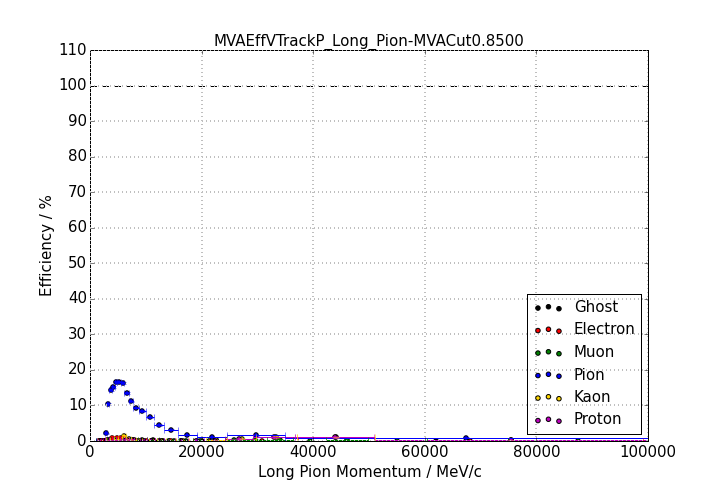 MVAEffVTrackP_Long_Pion-MVACut0.8500
110
100
90
80
70
60
50
40
30
20
10
0
Efficiency / %
Ghost
Electron
Muon
Pion
Kaon
Proton
0 20000 40000 60000 80000 100000
Long Pion Momentum / MeV/c